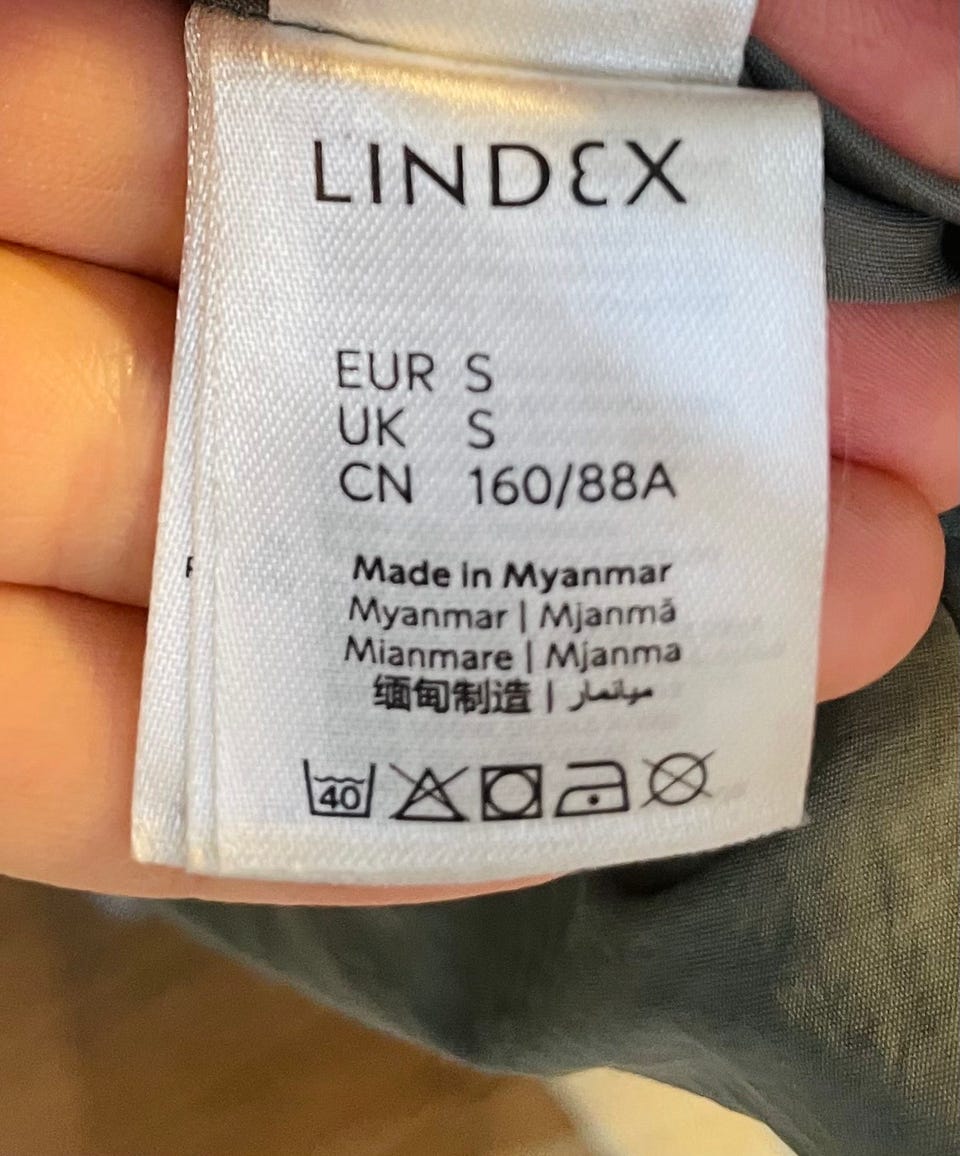 LINDEX
EUR S
UK S
CN 160/88A
Made in Myanmar
Myanmar | Mjanmā
Mianmare | Mjanma
缅甸制造 | ميانمار
40